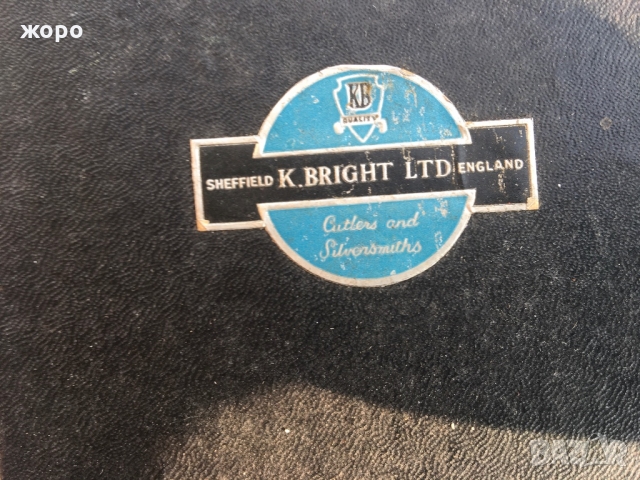 жоро
KB
QUALITY
SHEFFIELD K.BRIGHT LTD ENGLAND
Cutlers and
Silversmiths